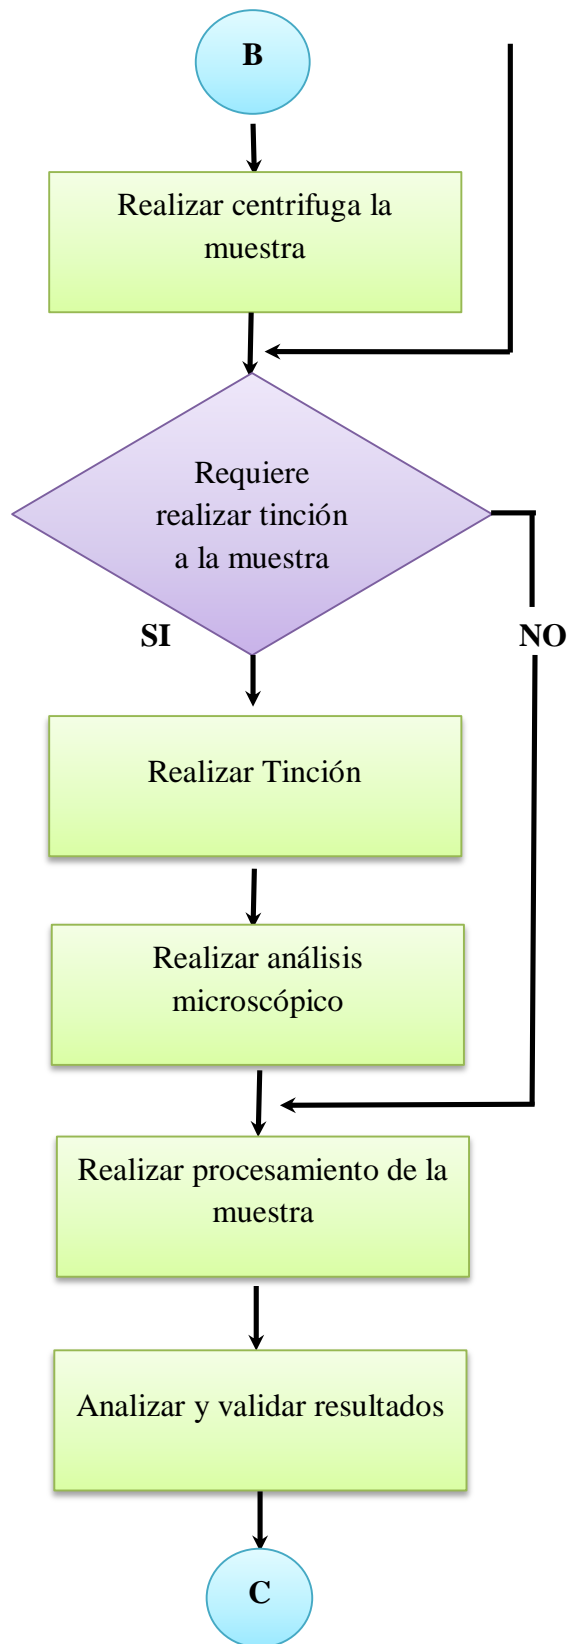 B
Realizar centrifuga la
muestra
Requiere
realizar tinción
a la muestra
SI
NO
Realizar Tinción
Realizar análisis
microscópico
Realizar procesamiento de la
muestra
Analizar y validar resultados
C